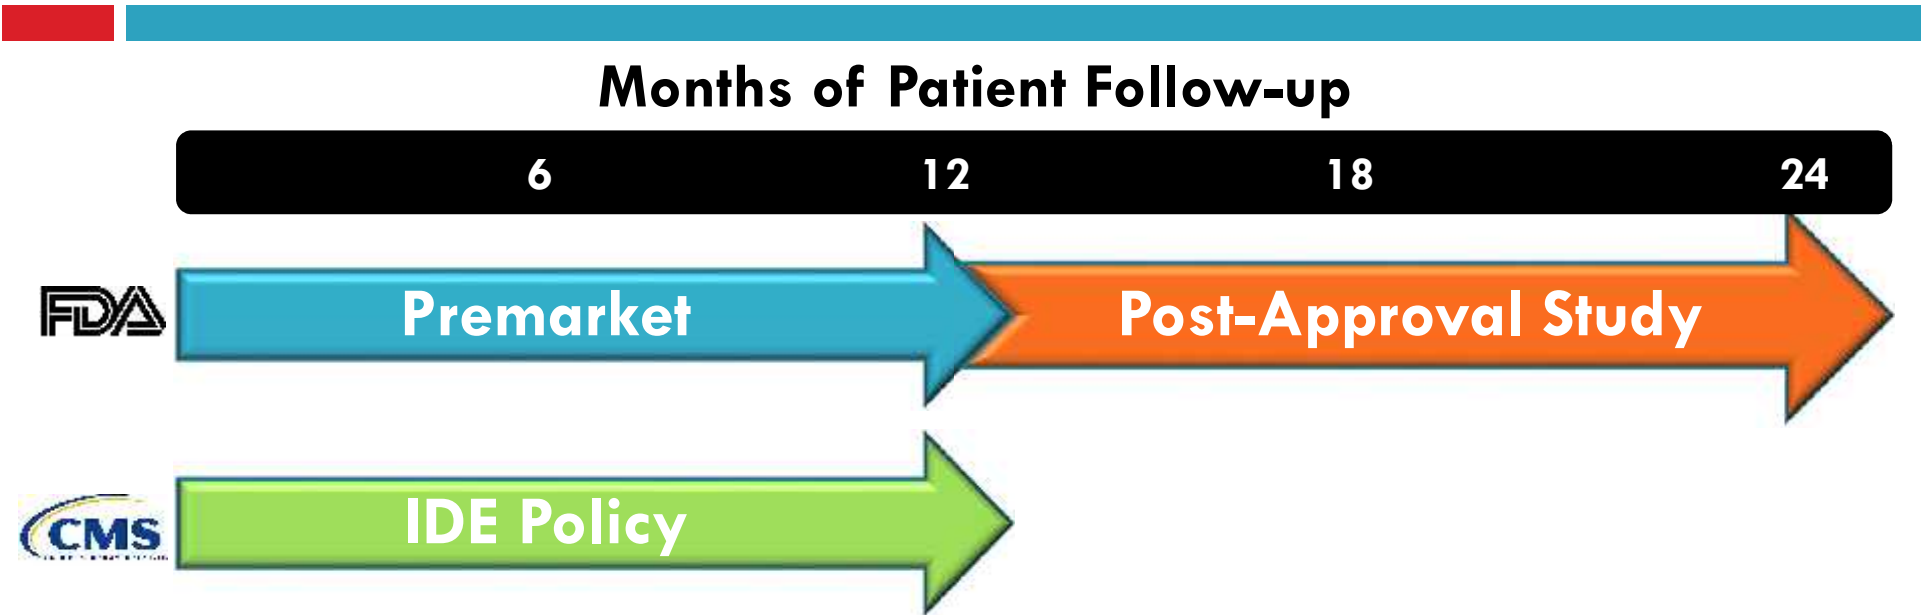 Months of Patient Follow-up
6 12 18 24
FDA Premarket Post-Approval Study
CMS IDE Policy